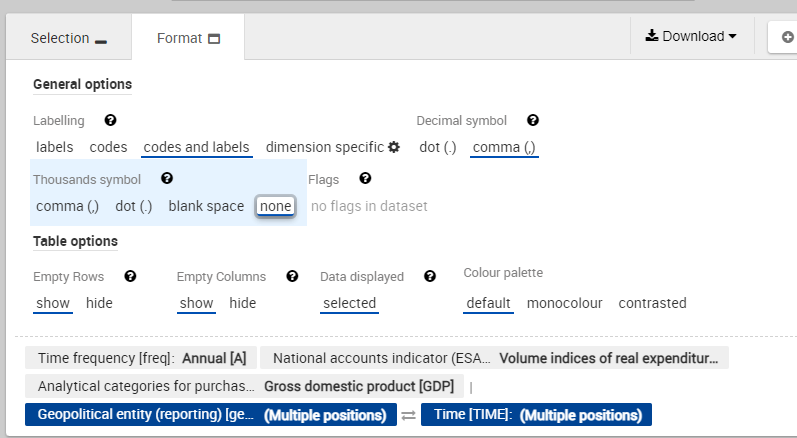 Selection
Format
Download
General options
Labelling
Decimal symbol
labels codes codes and labels dimension specific dot (.) comma (,)
Thousands symbol
Flags
comma (,) dot (.) blank space none no flags in dataset
Table options
Empty Rows Empty Columns Data displayed Colour palette
show hide show hide selected default monocolour contrasted
Time frequency [freq]: Annual [A] National accounts indicator (ESA... Volume indices of real expenditur...
Analytical categories for purchas... Gross domestic product [GDP] |
Geopolitical entity (reporting) [ge... (Multiple positions) Time [TIME]: (Multiple positions)